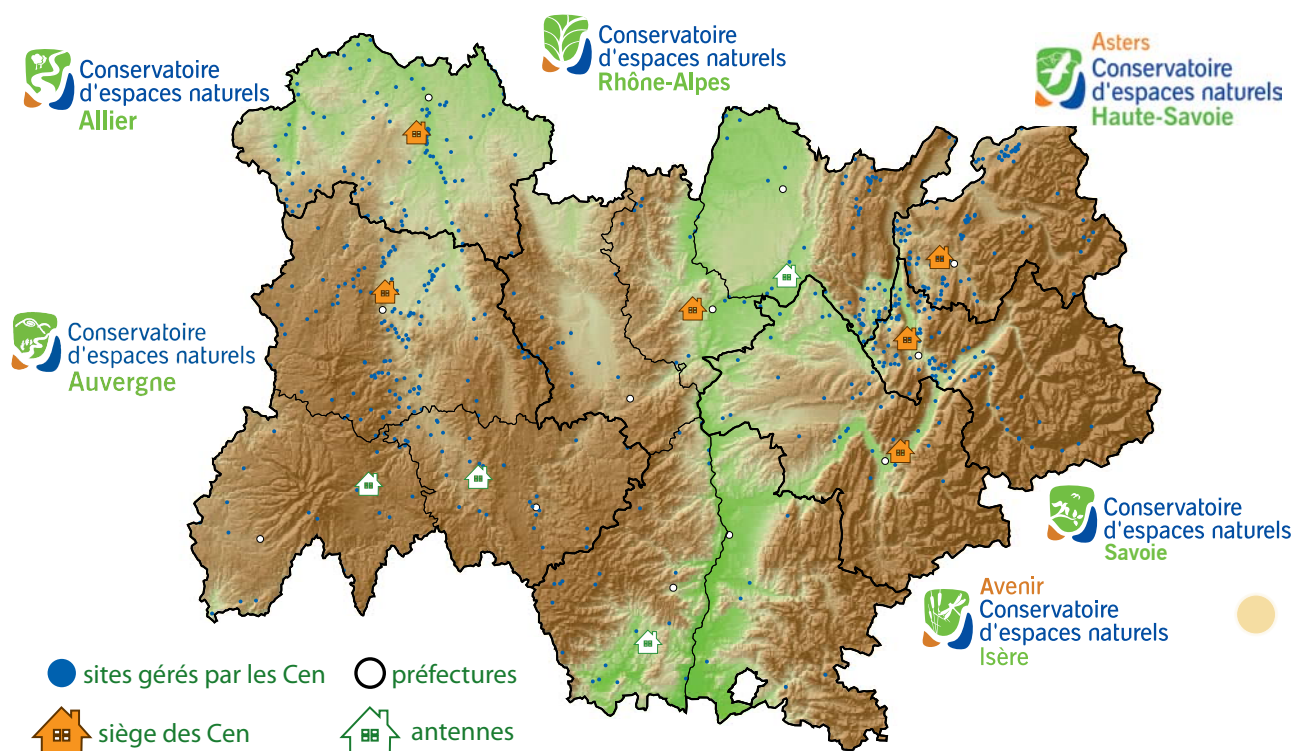 Conservatoire
d'espaces naturels
Allier
Conservatoire
d'espaces naturels
Rhône-Alpes
Asters
Conservatoire
d'espaces naturels
Haute-Savoie
Conservatoire
d'espaces naturels
Auvergne
Conservatoire
d'espaces naturels
Savoie
Avenir
Conservatoire
d'espaces naturels
Isère
sites gérés par les Cen
préfectures
siège des Cen
antennes